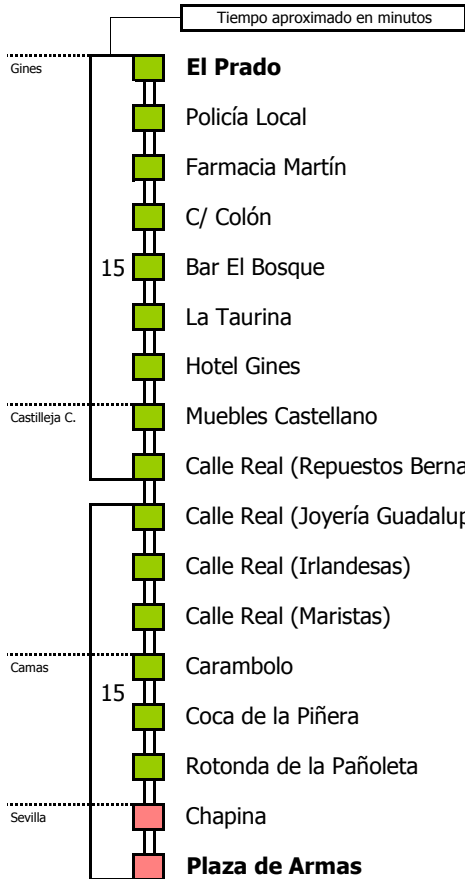 Tiempo aproximado en minutos
Gines
El Prado
Policía Local
Farmacia Martín
C/ Colón
15
Bar El Bosque
La Taurina
Hotel Gines
Castilleja C.
Muebles Castellano
Calle Real (Repuestos Berna
Calle Real (Joyería Guadalup
Calle Real (Irlandesas)
Calle Real (Maristas)
Camas
Carambolo
15
Coca de la Piñera
Rotonda de la Pañoleta
Sevilla
Chapina
Plaza de Armas